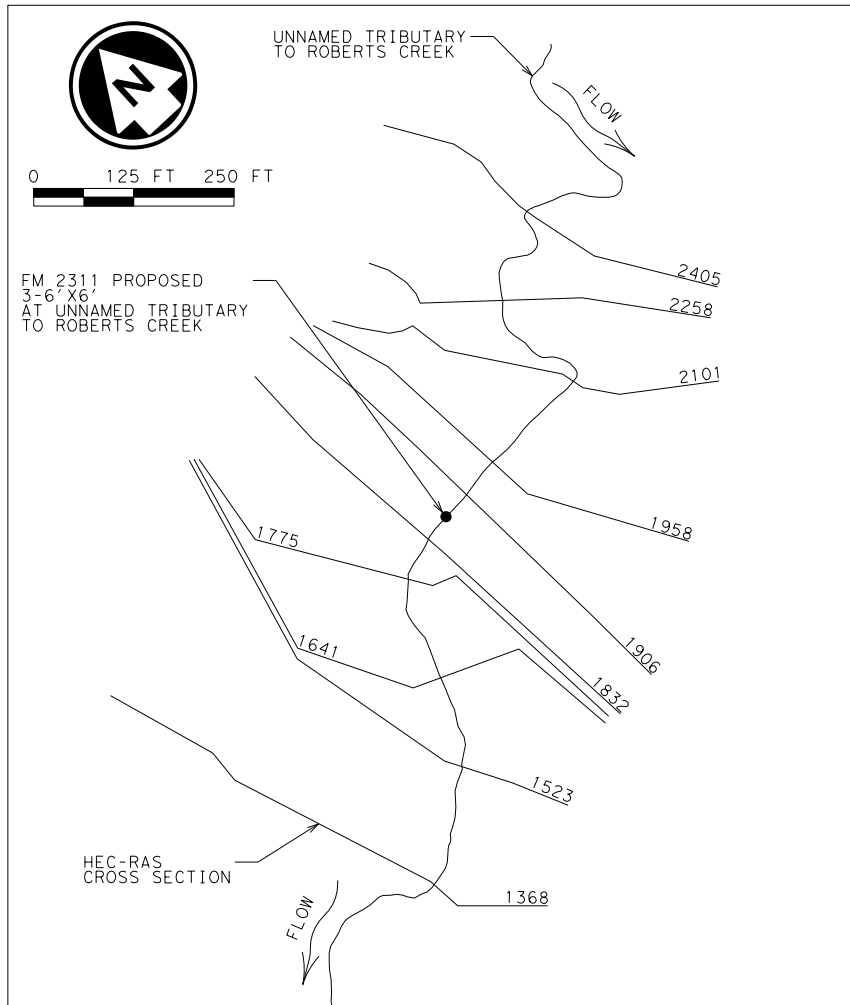 UNNAMED TRIBUTARY
TO ROBERTS CREEK
FLOW
N
0 125 FT 250 FT
2405
FM 2311 PROPOSED
3-6'X6'
AT UNNAMED TRIBUTARY
TO ROBERTS CREEK
2258
2101
1958
1775
1906
1641
1832
1523
HEC-RAS
CROSS SECTION
1368
FLOW